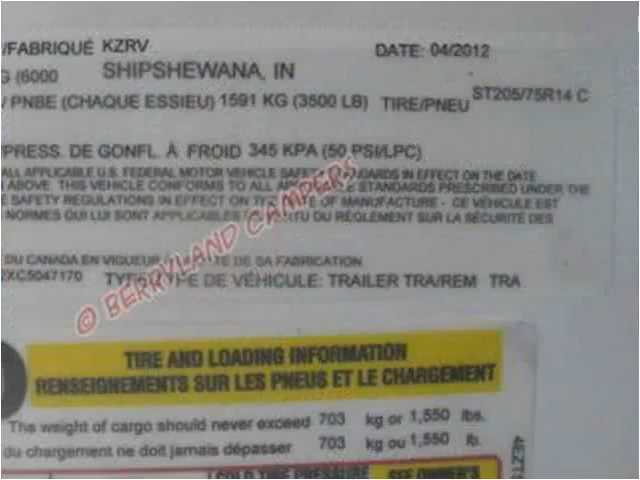 /FABRIQUÉ KZRV DATE: 04/2012
G (6000 SHIPSHEWANA, IN
/ PNBE (CHAQUE ESSIEU) 1591 KG (3500 LB) TIRE/PNEU ST205/75R14 C
/PRESS. DE GONFL. À FROID 345 KPA (50 PSI/LPC)
ALL APPLICABLE U.S. FEDERAL MOTOR VEHICLE SAFETY STANDARDS IN EFFECT ON THE DATE
ABOVE. THIS VEHICLE CONFORMS TO ALL STANDARDS PRESCRIBED UNDER THE
E SAFETY REGULATIONS IN EFFECT ON THE OF MANUFACTURE - CE VÉHICULE EST
NORMES QUI LUI SONT APPLICABLES DU RÈGLEMENT SUR LA SÉCURITÉ DES
DU CANADA EN VIGUEUR DE SA FABRICATION
2XC5047170 TYPE DE VÉHICULE: TRAILER TRA/REM TRA
© BERRYLAND CAMPERS
TIRE AND LOADING INFORMATION
RENSEIGNEMENTS SUR LES PNEUS ET LE CHARGEMENT
The weight of cargo should never exceed 703 kg or 1,550 lbs.
du chargement ne doit jamais dépasser 703 kg ou 1,550 lb.
COLD TIRE PRESSURE SEE OWNER'S
4EZT